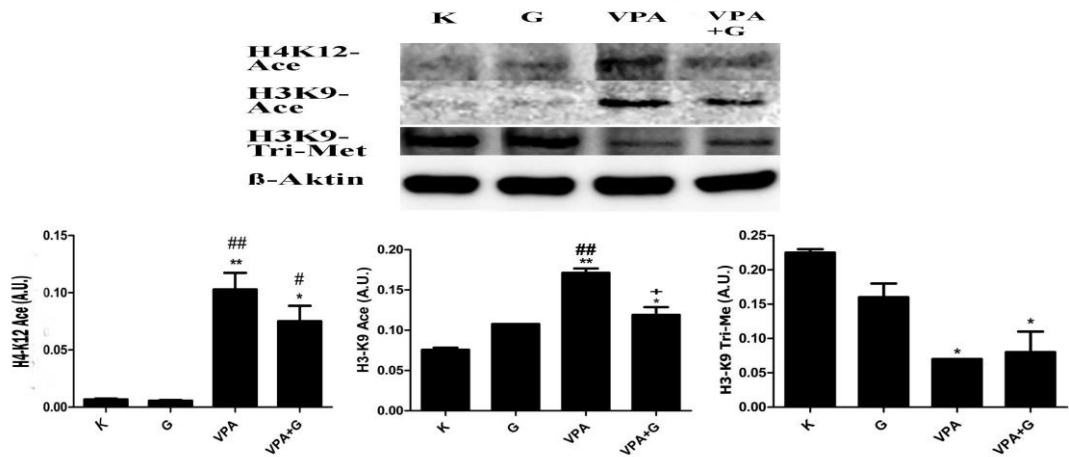 K G VPA VPA
+G
H4K12-
Ace
H3K9-
Ace
H3K9-
Tri-Met
ß-Aktin
H4-K12 Ace (A.U.)
0.15
0.10
0.05
0.00
##
**
#
*
K G VPA VPA+G
H3-K9 Ace (A.U.)
0.20
0.15
0.10
0.05
0.00
##
**
+
*
K G VPA VPA+G
H3-K9 Tri-Me (A.U.)
0.25
0.20
0.15
0.10
0.05
0.00
*
*
K G VPA VPA+G